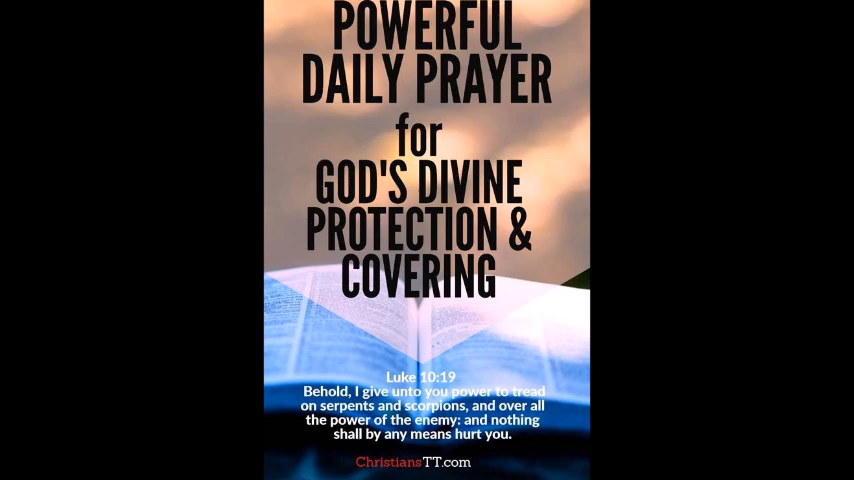 POWERFUL
DAILY PRAYER
for
GOD'S DIVINE
PROTECTION &
COVERING
Luke 10:19
Behold, I give unto you power to tread
on serpents and scorpions, and over all
the power of the enemy: and nothing
shall by any means hurt you.
ChristiansTT.com